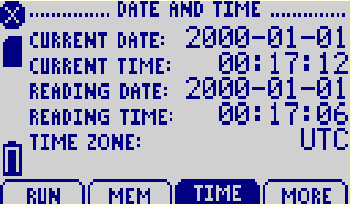 DATE AND TIME
CURRENT DATE: 2000-01-01
CURRENT TIME: 00:17:12
READING DATE: 2000-01-01
READING TIME: 00:17:06
TIME ZONE: UTC
RUN MEM TIME MORE